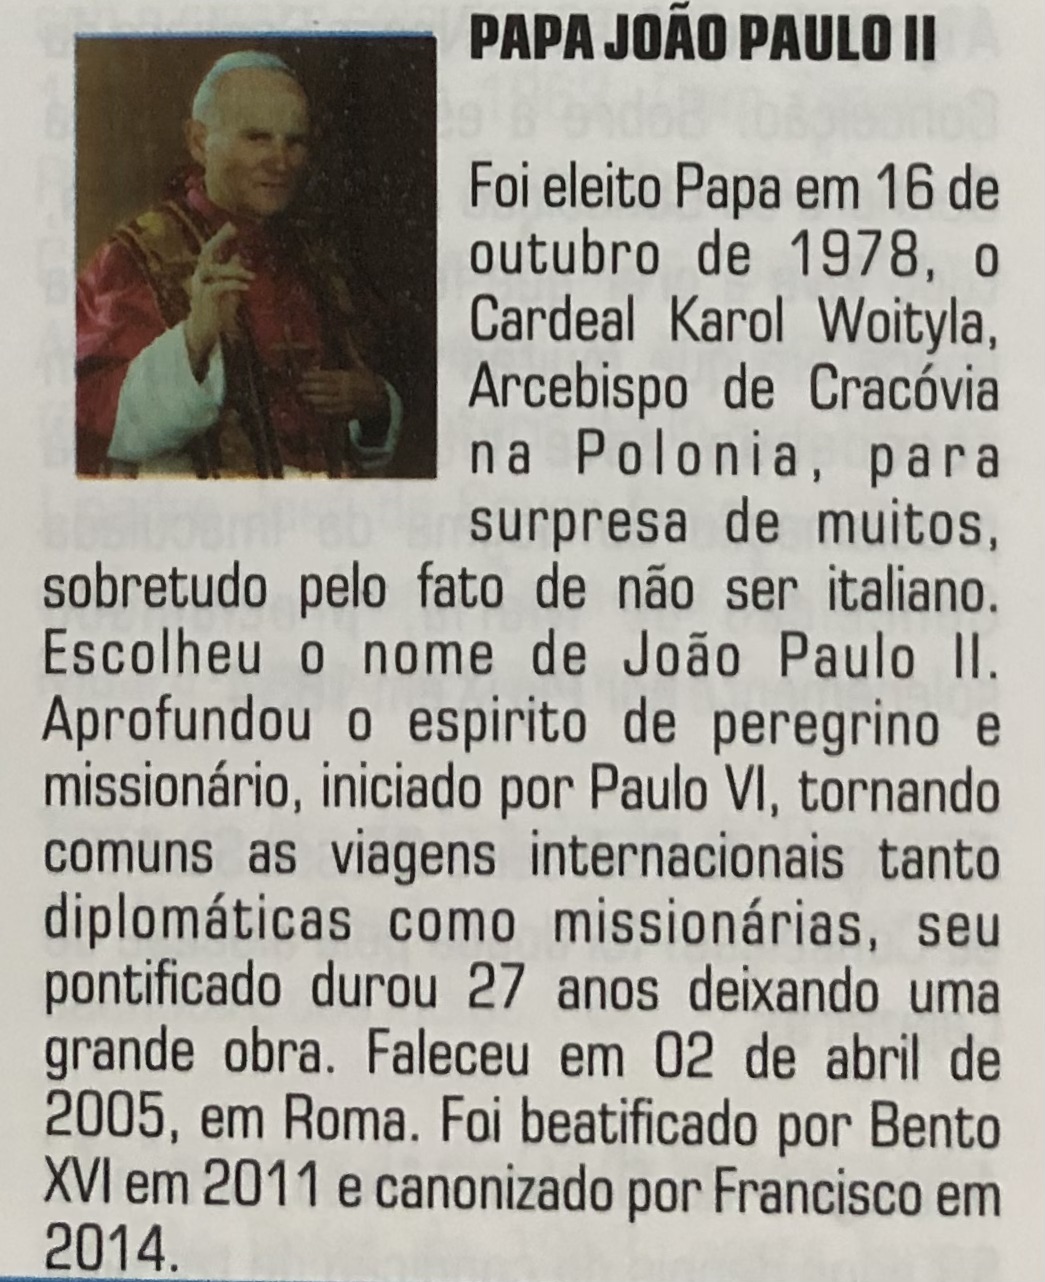 PAPA JOÃO PAULO II
Foi eleito Papa em 16 de
outubro de 1978, o
Cardeal Karol Woityla,
Arcebispo de Cracóvia
na Polonia, para
surpresa de muitos,
sobretudo pelo fato de não ser italiano.
Escolheu o nome de João Paulo II.
Aprofundou o espirito de peregrino e
missionário, iniciado por Paulo VI, tornando
comuns as viagens internacionais tanto
diplomáticas como missionárias, seu
pontificado durou 27 anos deixando uma
grande obra. Faleceu em 02 de abril de
2005, em Roma. Foi beatificado por Bento
XVI em 2011 e canonizado por Francisco em
2014.